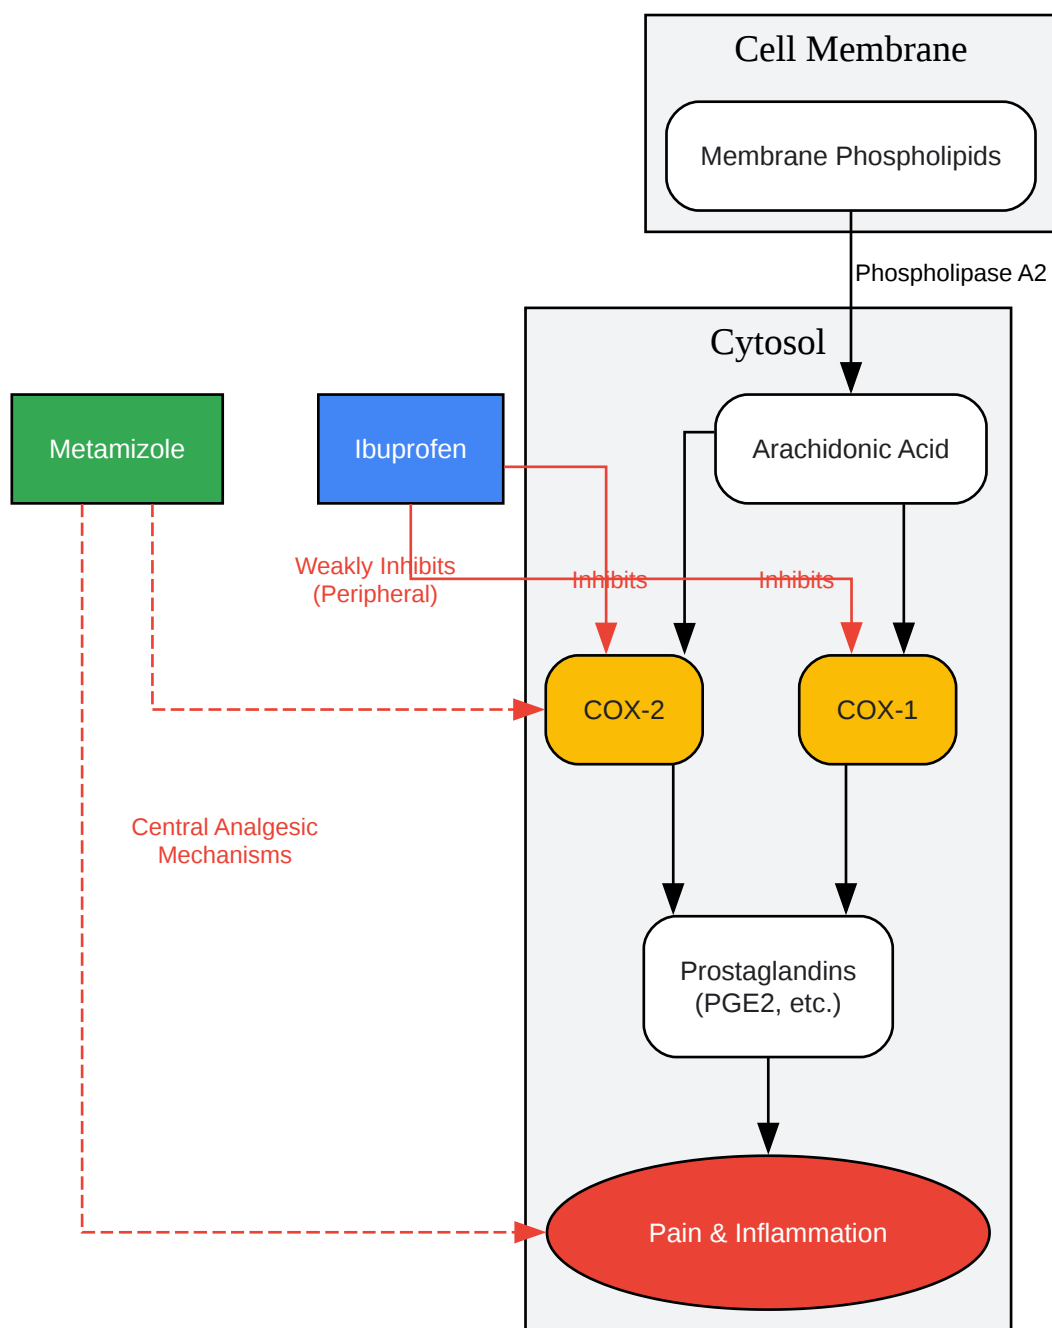 Cell Membrane
Membrane Phospholipids
Phospholipase A2
Cytosol
Metamizole
Ibuprofen
Arachidonic Acid
Weakly Inhibits
(Peripheral)
Inhibits
Inhibits
COX-2
COX-1
Central Analgesic
Mechanisms
Prostaglandins
(PGE2, etc.)
Pain & Inflammation